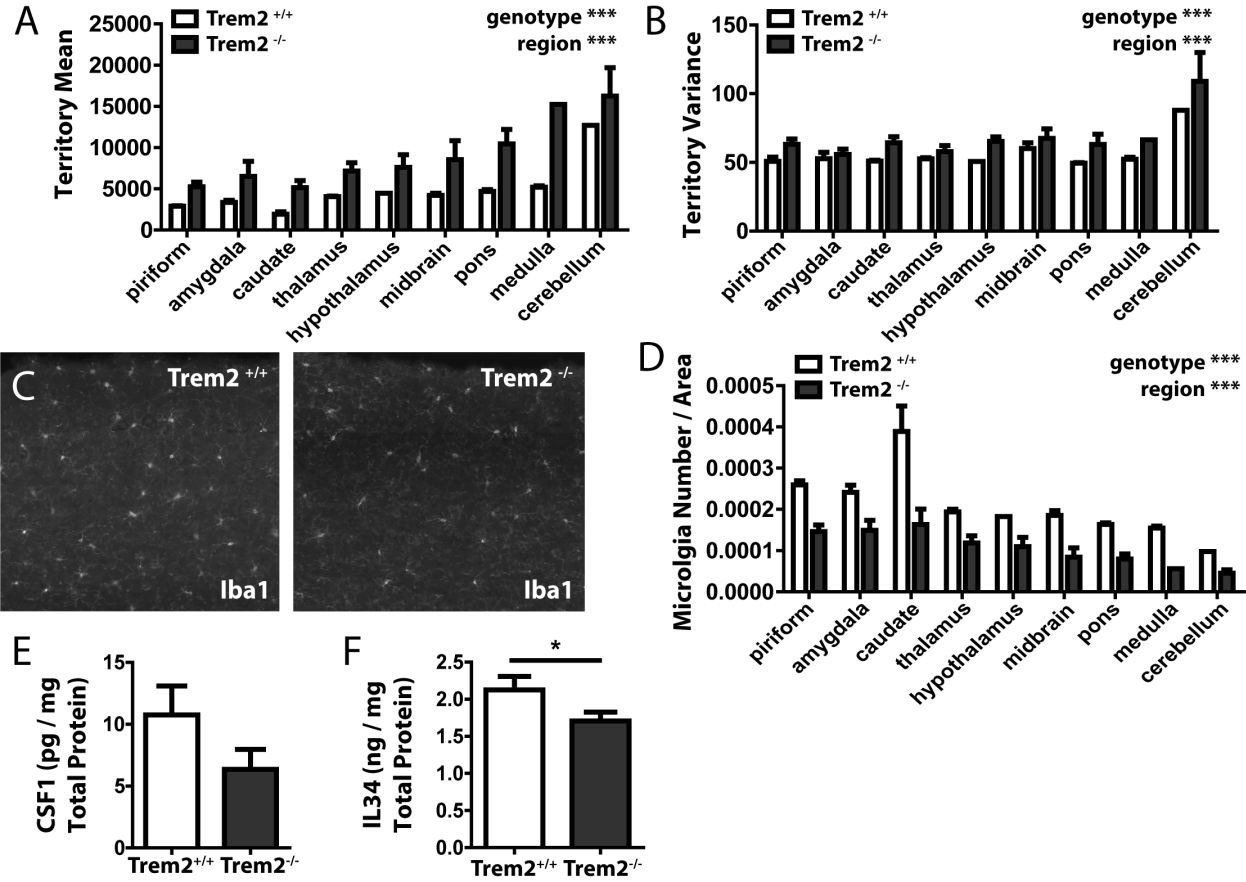 A
Territory Mean
25000
20000
15000
10000
5000
0
Trem2 +/+
Trem2 -/-
genotype ***
region ***
piriform
amygdala
caudate
thalamus
hypothalamus
midbrain
pons
medulla
cerebellum
B
Territory Variance
150
100
50
0
Trem2 +/+
Trem2 -/-
genotype ***
region ***
piriform
amygdala
caudate
thalamus
hypothalamus
midbrain
pons
medulla
cerebellum
C
Trem2 +/+
Iba1
Trem2 -/-
Iba1
D
Microlgia Number / Area
0.0005
0.0004
0.0003
0.0002
0.0001
0.0000
Trem2 +/+
Trem2 -/-
genotype ***
region ***
piriform
amygdala
caudate
thalamus
hypothalamus
midbrain
pons
medulla
cerebellum
E
CSF1 (pg / mg
Total Protein)
15
10
5
0
Trem2+/+
Trem2-/-
F
IL34 (ng / mg
Total Protein)
2.5
2.0
1.5
1.0
0.5
0.0
*
Trem2+/+
Trem2-/-